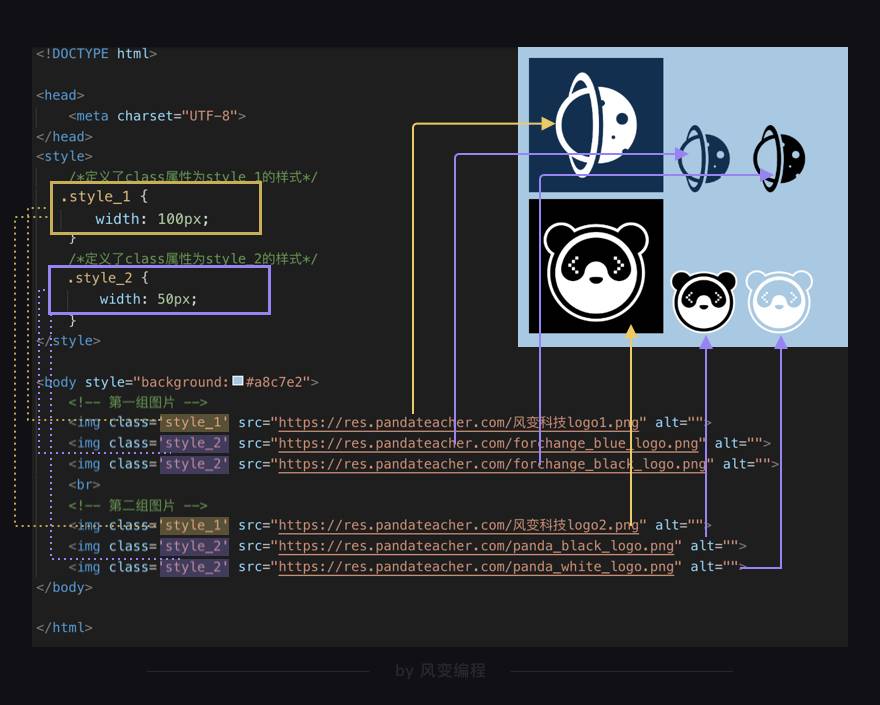 <!DOCTYPE html>
<head>
<meta charset="UTF-8">
</head>
<style>
/*定义了class属性为style_1的样式*/
.style_1 {
width: 100px;
}
/*定义了class属性为style_2的样式*/
.style_2 {
width: 50px;
}
</style>
<body style="background:#a8c7e2">
<!-- 第一组图片 -->
<img class='style_1' src="https://res.pandateacher.com/风变科技logo1.png" alt="">
<img class='style_2' src="https://res.pandateacher.com/forchange_blue_logo.png" alt="">
<img class='style_2' src="https://res.pandateacher.com/forchange_black_logo.png" alt="">
<br>
<!-- 第二组图片 -->
<img class='style_1' src="https://res.pandateacher.com/风变科技logo2.png" alt="">
<img class='style_2' src="https://res.pandateacher.com/panda_black_logo.png" alt="">
<img class='style_2' src="https://res.pandateacher.com/panda_white_logo.png" alt="">
</body>
</html>
by 风变编程